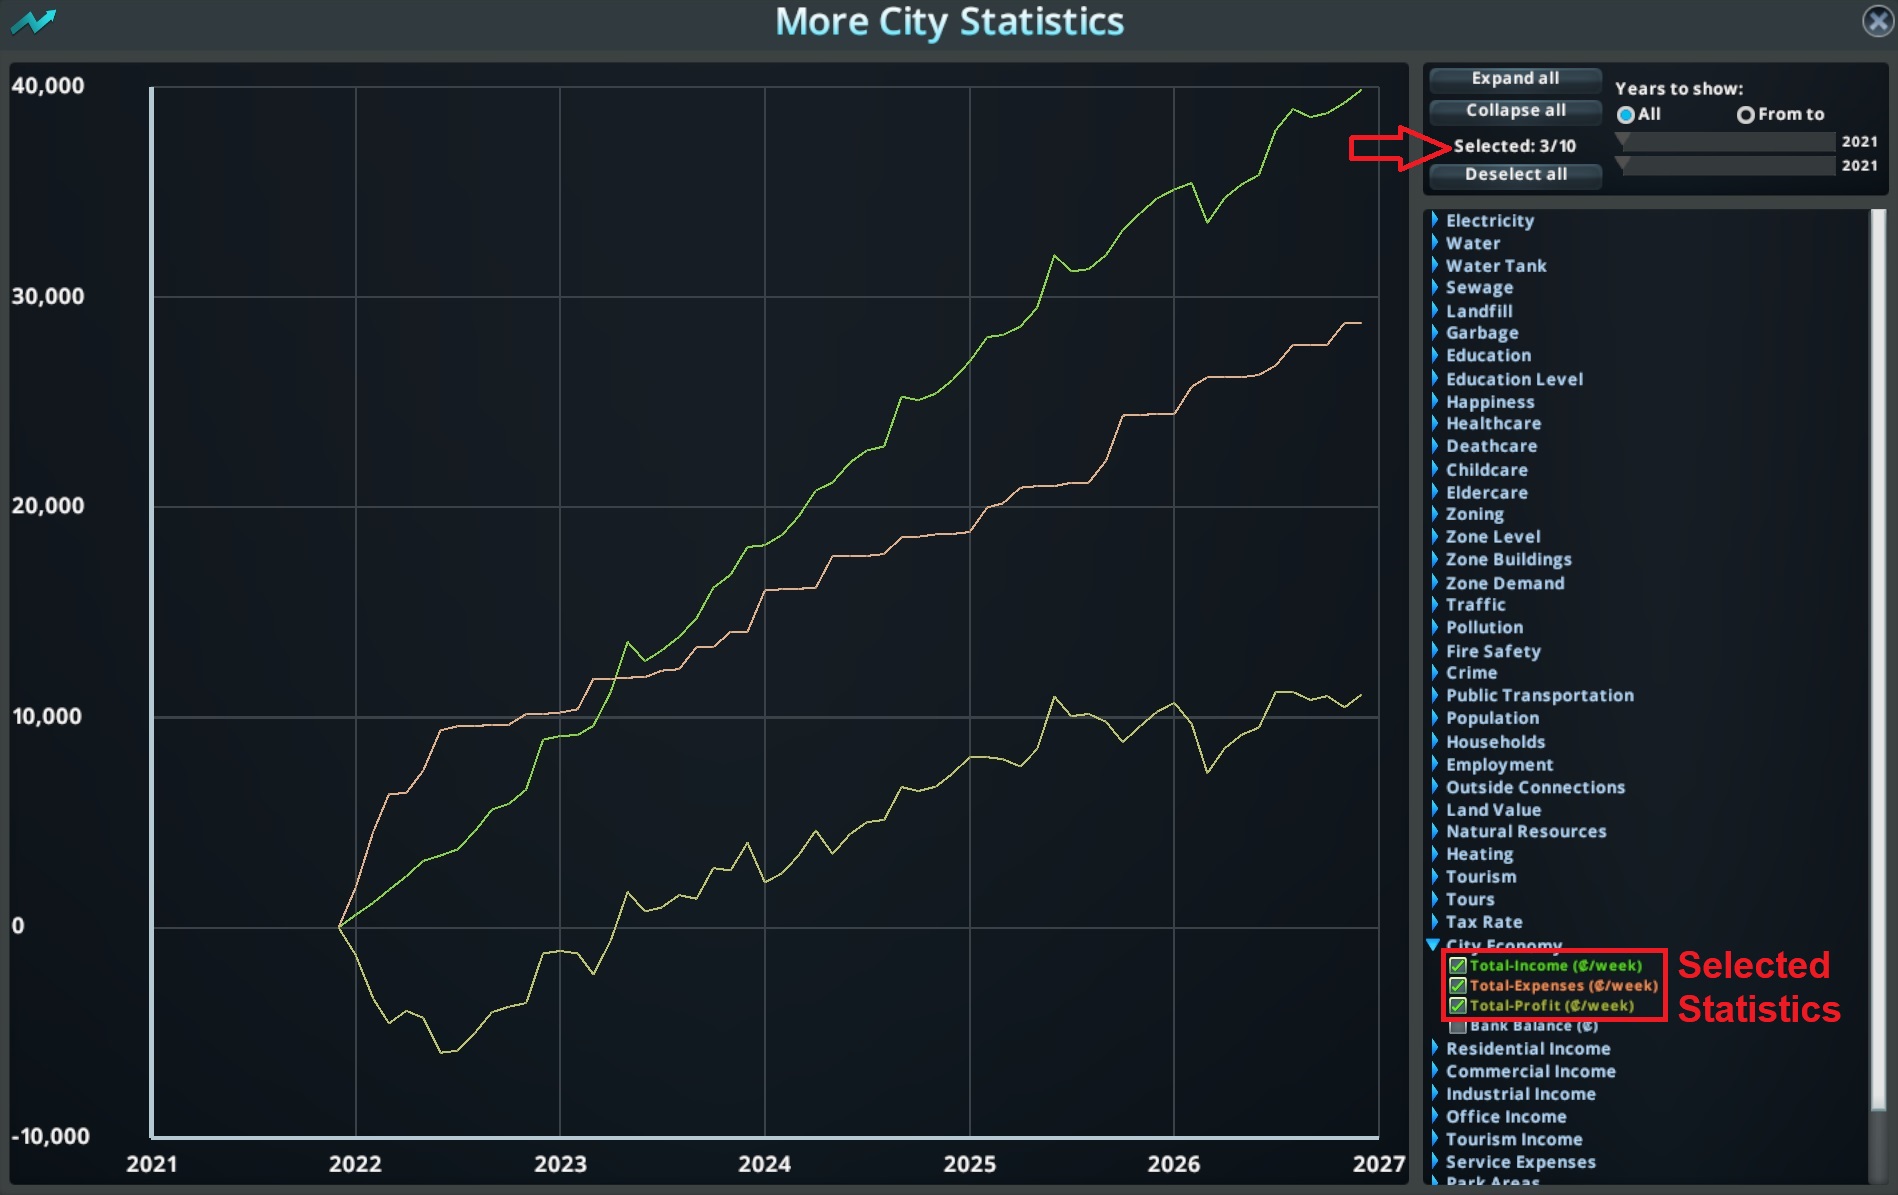 More City Statistics
40,000
30,000
20,000
10,000
0
-10,000
2021 2022 2023 2024 2025 2026 2027
Expand all
Collapse all
Selected: 3/10
Deselect all
Years to show:
All From to
2021
2021
Electricity
Water
Water Tank
Sewage
Landfill
Garbage
Education
Education Level
Happiness
Healthcare
Deathcare
Childcare
Eldercare
Zoning
Zone Level
Zone Buildings
Zone Demand
Traffic
Pollution
Fire Safety
Crime
Public Transportation
Population
Households
Employment
Outside Connections
Land Value
Natural Resources
Heating
Tourism
Tours
Tax Rate
City Economy
Total-Income (₡/week)
Total-Expenses (₡/week)
Total-Profit (₡/week)
Bank Balance (₡)
Selected
Statistics
Residential Income
Commercial Income
Industrial Income
Office Income
Tourism Income
Service Expenses
Park Areas